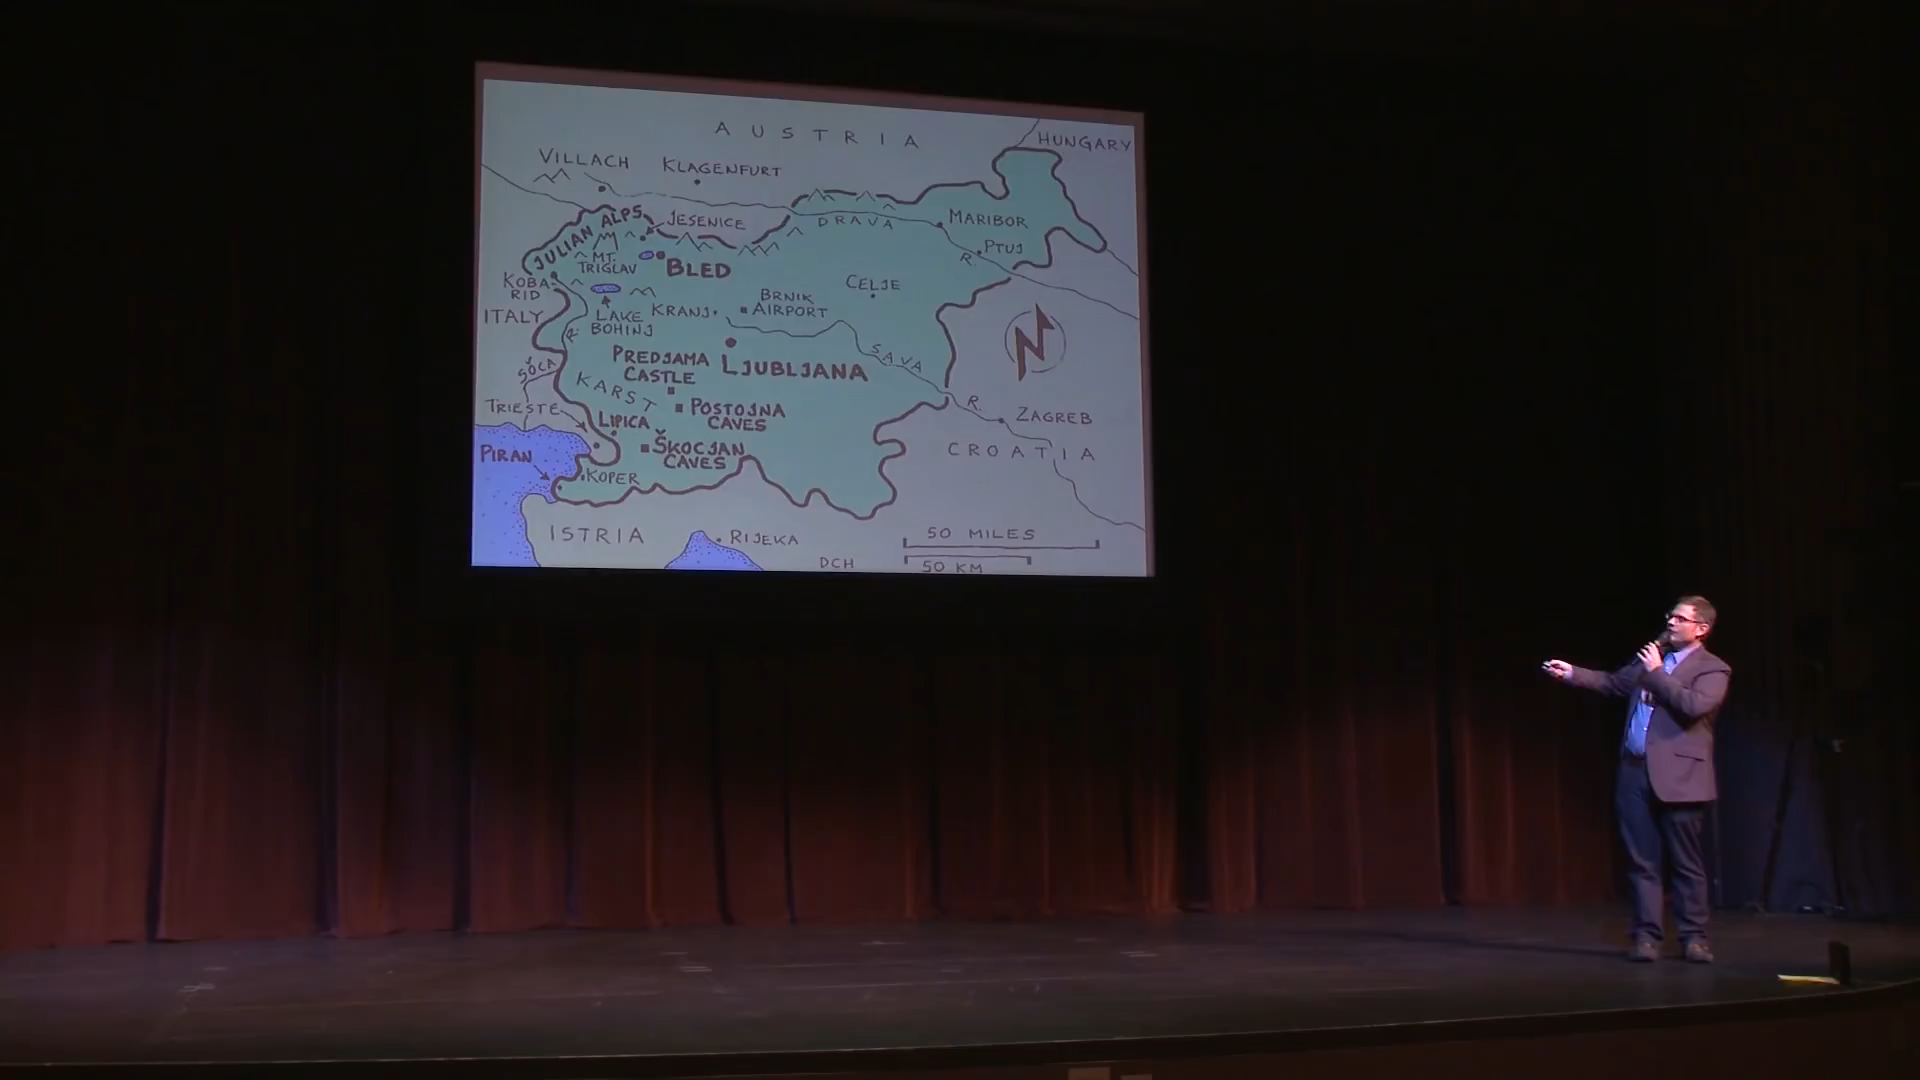 AUSTRIA
HUNGARY
VILLACH
KLAGENFURT
JULIAN ALPS
JESENICE
DRAVA
R.
MARIBOR
PTUJ
MT.
TRIGLAV
BLED
KOBA-
RID
CELJE
BRNIK
AIRPORT
ITALY
LAKE
BOHINJ
KRANJ
R.
SOČA
PREDJAMA
CASTLE
LJUBLJANA
SAVA
R.
N
KARST
TRIESTE
POSTOJNA
CAVES
ZAGREB
LIPICA
CROATIA
PIRAN
ŠKOCJAN
CAVES
KOPER
ISTRIA
RIJEKA
50 MILES
DCH
50 KM